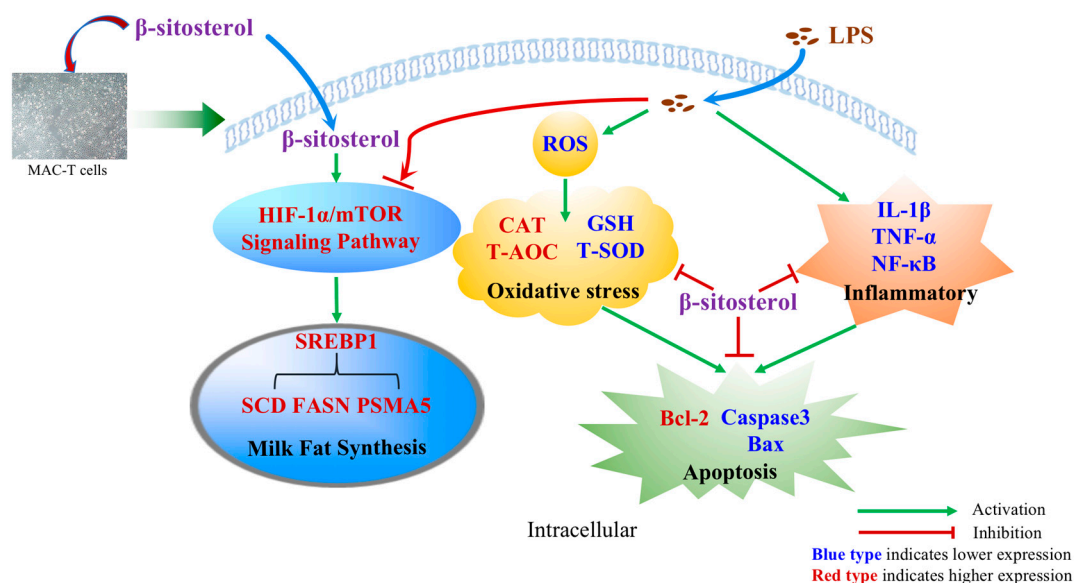 β-sitosterol
LPS
MAC-T cells
β-sitosterol
ROS
HIF-1α/mTOR
Signaling Pathway
CAT GSH
T-AOC T-SOD
Oxidative stress
IL-1β
TNF-α
NF-κB
Inflammatory
β-sitosterol
SREBP1
SCD FASN PSMA5
Milk Fat Synthesis
Bcl-2 Caspase3
Bax
Apoptosis
Intracellular
Activation
Inhibition
Blue type indicates lower expression
Red type indicates higher expression